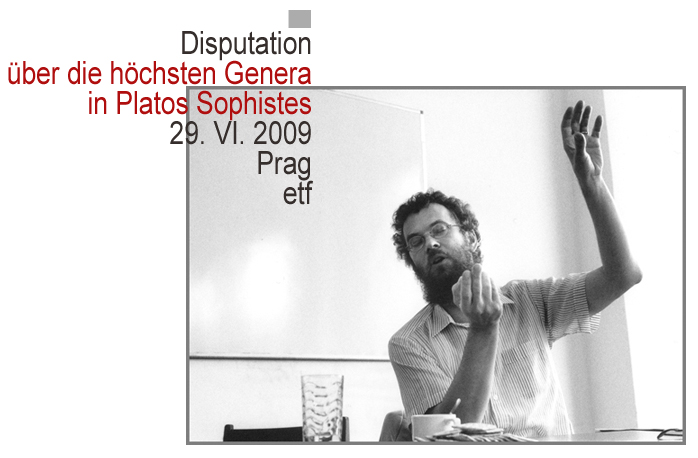 Disputation
über die höchsten Genera
in Platos Sophistes
29. VI. 2009
Prag
etf